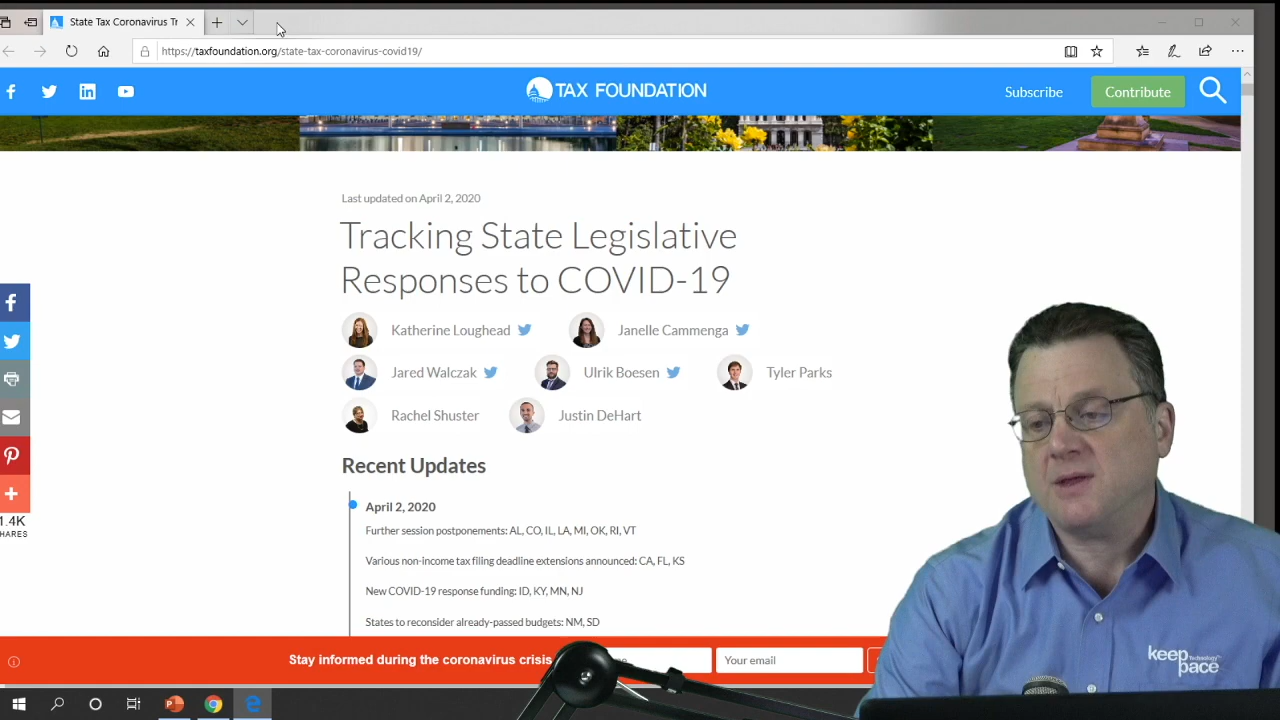 State Tax Coronavirus Tr
https://taxfoundation.org/state-tax-coronavirus-covid19/
TAX FOUNDATION
Subscribe
Contribute
Last updated on April 2, 2020
Tracking State Legislative
Responses to COVID-19
Katherine Loughead
Janelle Cammenga
Jared Walczak
Ulrik Boesen
Tyler Parks
Rachel Shuster
Justin DeHart
Recent Updates
1.4K
HARES
April 2, 2020
Further session postponements: AL, CO, IL, LA, MI, OK, RI, VT
Various non-income tax filing deadline extensions announced: CA, FL, KS
New COVID-19 response funding: ID, KY, MN, NJ
States to reconsider already-passed budgets: NM, SD
Stay informed during the coronavirus crisis
Your email
keep
Technology
pace